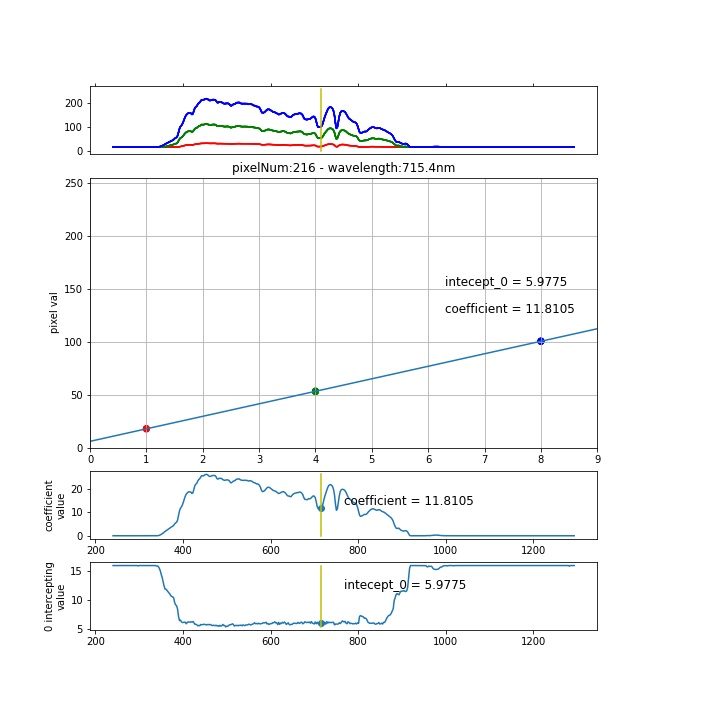 200
100
0
pixelNum:216 - wavelength:715.4nm
250
200
150
100
50
0
pixel val
intecept_0 = 5.9775
coefficient = 11.8105
0 1 2 3 4 5 6 7 8 9
coefficient
value
20
10
0
coefficient = 11.8105
200 400 600 800 1000 1200
0 intercepting
value
15
10
5
intecept_0 = 5.9775
200 400 600 800 1000 1200